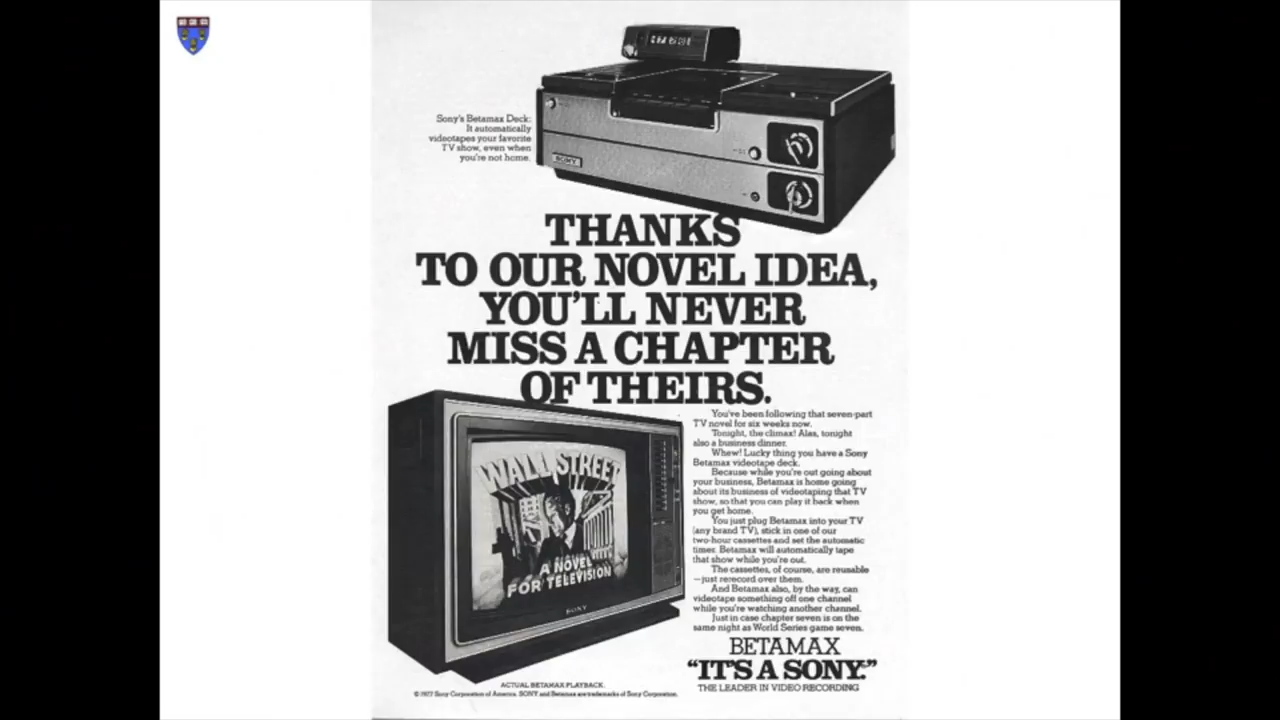 Sony's Betamax Deck:
It automatically
videotapes your favorite
TV show, even when
you're not home.
SONY
THANKS
TO OUR NOVEL IDEA,
YOU'LL NEVER
MISS A CHAPTER
OF THEIRS.
WALL STREET
A NOVEL
FOR TELEVISION
SONY
You've been following that seven-part
TV novel for six weeks now.
Tonight, the climax! Alas, tonight
also a business dinner.
Whew! Lucky thing you have a Sony
Betamax videotape deck.
Because while you're out going about
your business, Betamax is home going
about its business of videotaping that TV
show, so that you can play it back when
you get home.
You just plug Betamax into your TV
(any brand TV), stick in one of our
two-hour cassettes and set the automatic
timer. Betamax will automatically tape
that show while you're out.
The cassettes, of course, are reusable
—just rerecord over them.
And Betamax also, by the way, can
videotape something off one channel
while you're watching another channel.
Just in case chapter seven is on the
same night as World Series game seven.
BETAMAX
“IT'S A SONY.”
THE LEADER IN VIDEO RECORDING
ACTUAL BETAMAX PLAYBACK.
© 1977 Sony Corporation of America. SONY and Betamax are trademarks of Sony Corporation.